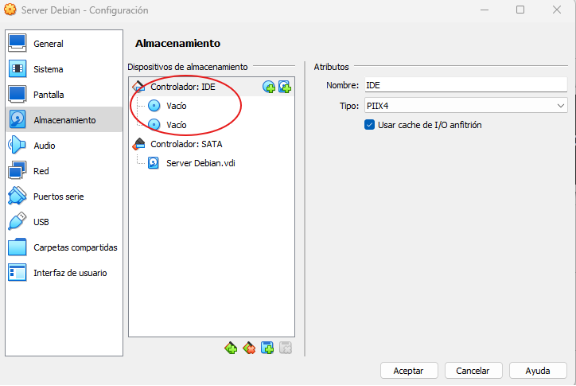 Server Debian - Configuración
General
Sistema
Pantalla
Almacenamiento
Audio
Red
Puertos serie
USB
Carpetas compartidas
Interfaz de usuario
Almacenamiento
Dispositivos de almacenamiento
Controlador: IDE
Vacío
Vacío
Controlador: SATA
Server Debian.vdi
Atributos
Nombre: IDE
Tipo: PIIX4
Usar cache de I/O anfitrión
Aceptar
Cancelar
Ayuda